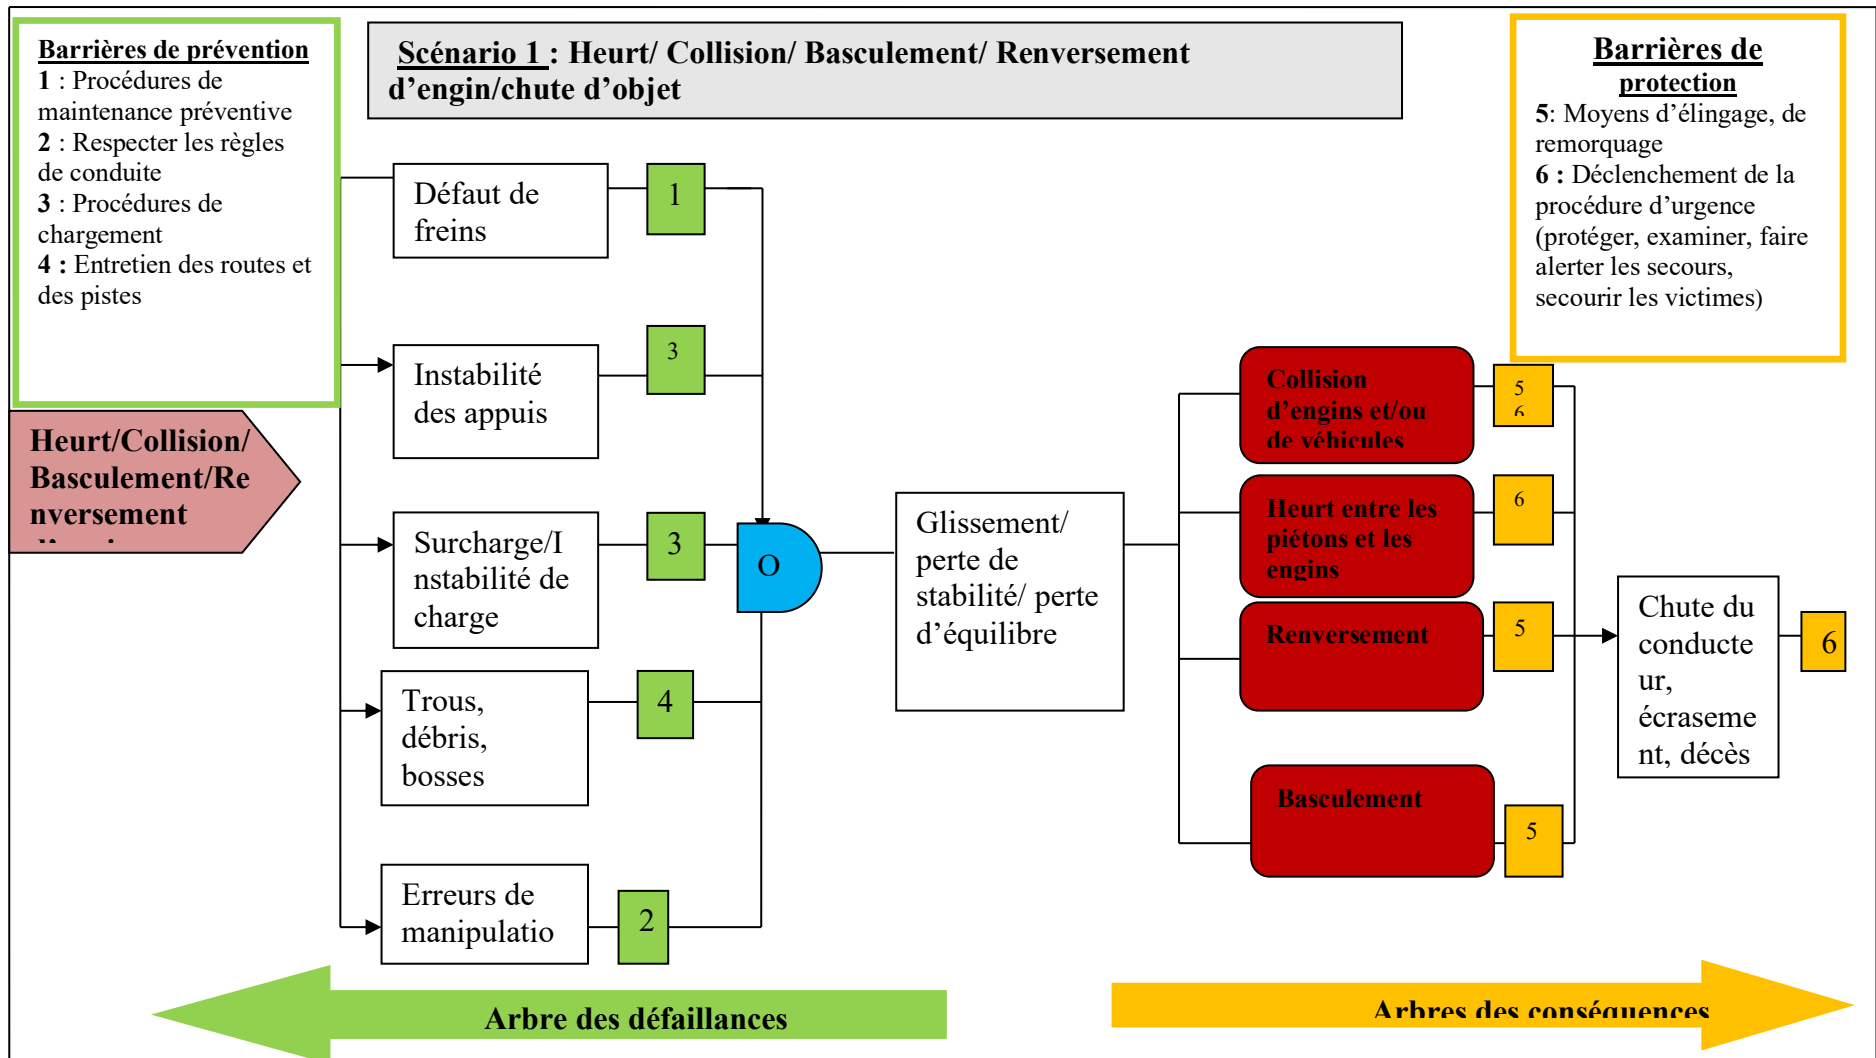 Barrières de prévention
1 : Procédures de
maintenance préventive
2 : Respecter les règles
de conduite
3 : Procédures de
chargement
4 : Entretien des routes et
des pistes
Scénario 1 : Heurt/ Collision/ Basculement/ Renversement
d’engin/chute d’objet
Barrières de
protection
5: Moyens d’élingage, de
remorquage
6 : Déclenchement de la
procédure d’urgence
(protéger, examiner, faire
alerter les secours,
secourir les victimes)
Heurt/Collision/
Basculement/Re
nversement
Défaut de
freins
1
Instabilité
des appuis
3
Surcharge/I
nstabilité de
charge
3
Trous,
débris,
bosses
4
Erreurs de
manipulatio
2
O
Glissement/
perte de
stabilité/ perte
d’équilibre
Collision
d’engins et/ou
de véhicules
5
6
Heurt entre les
piétons et les
engins
6
Renversement
5
Basculement
5
Chute du
conducte
ur,
écraseme
nt, décès
6
Arbre des défaillances
Arbres des conséquences